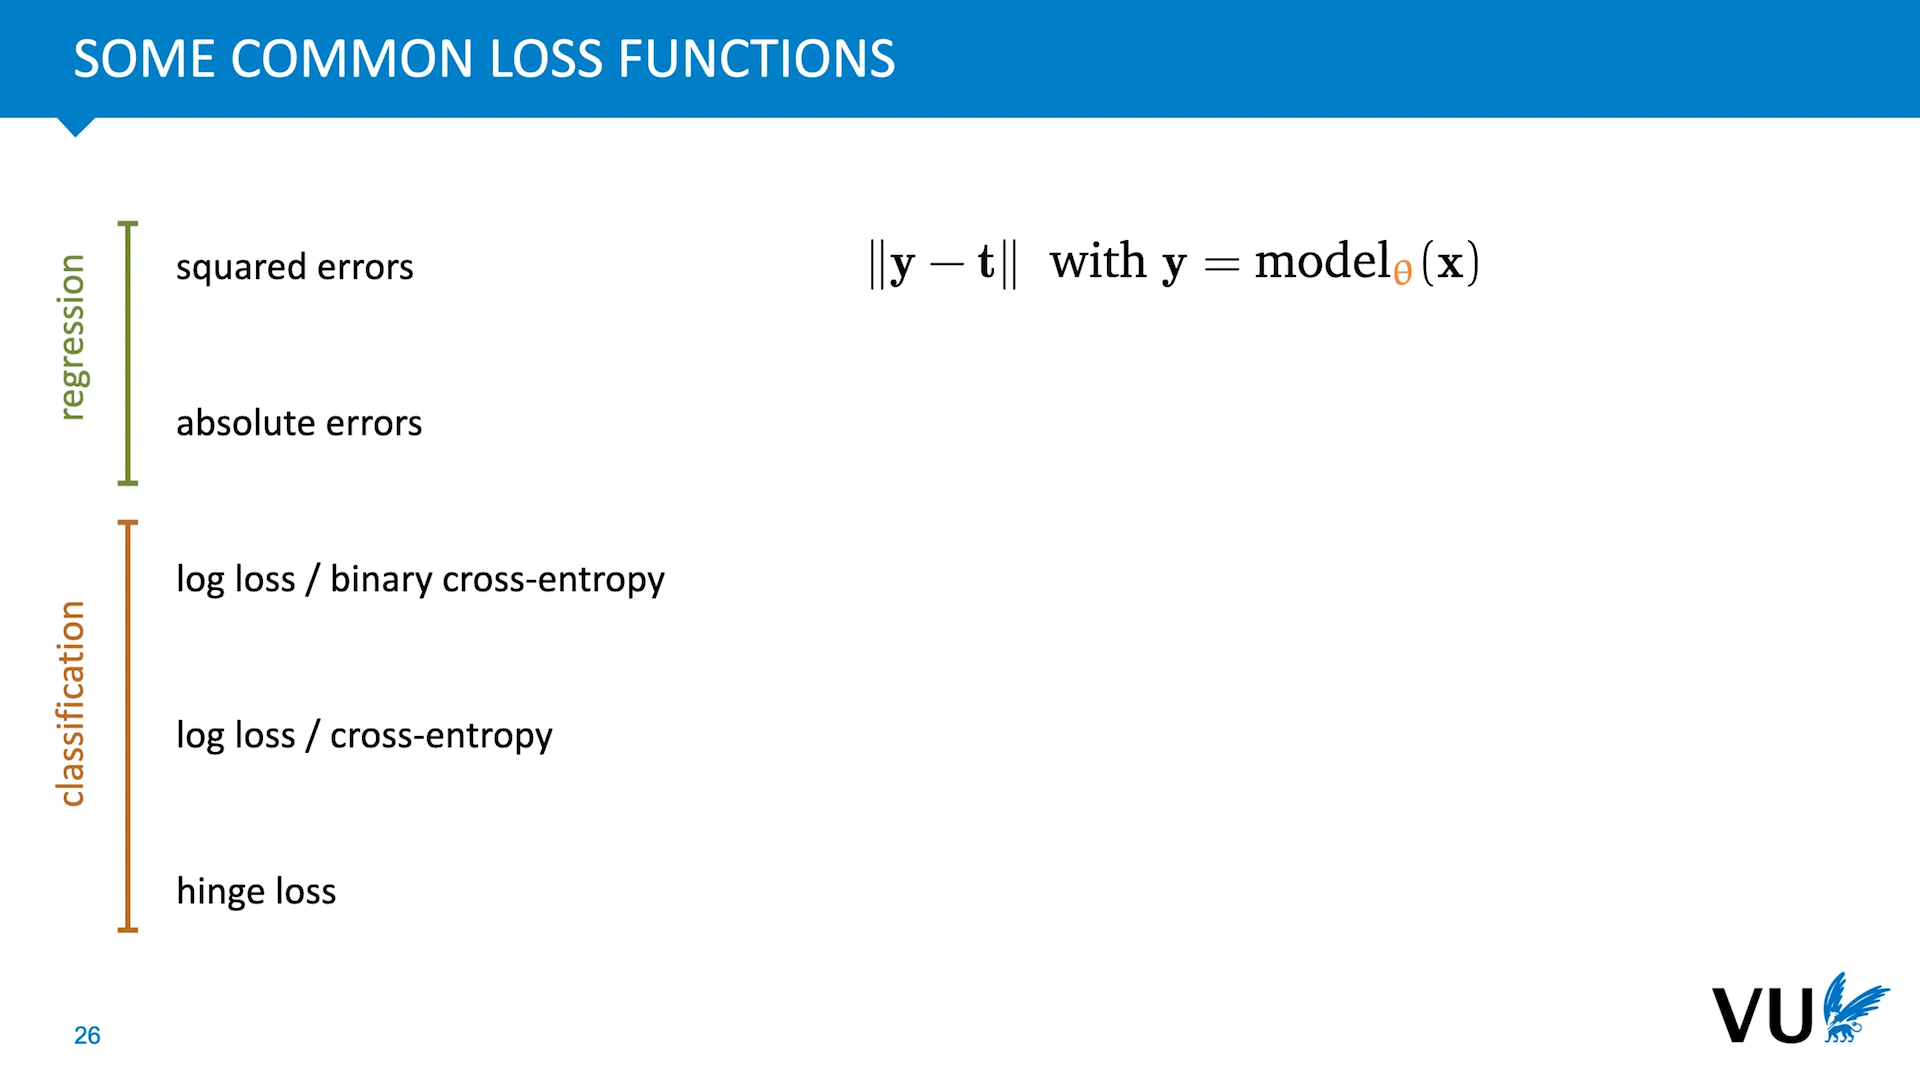 SOME COMMON LOSS FUNCTIONS
regression
squared errors
‖y − t‖ with y = model_θ(x)
absolute errors
classification
log loss / binary cross-entropy
log loss / cross-entropy
hinge loss
26
VU